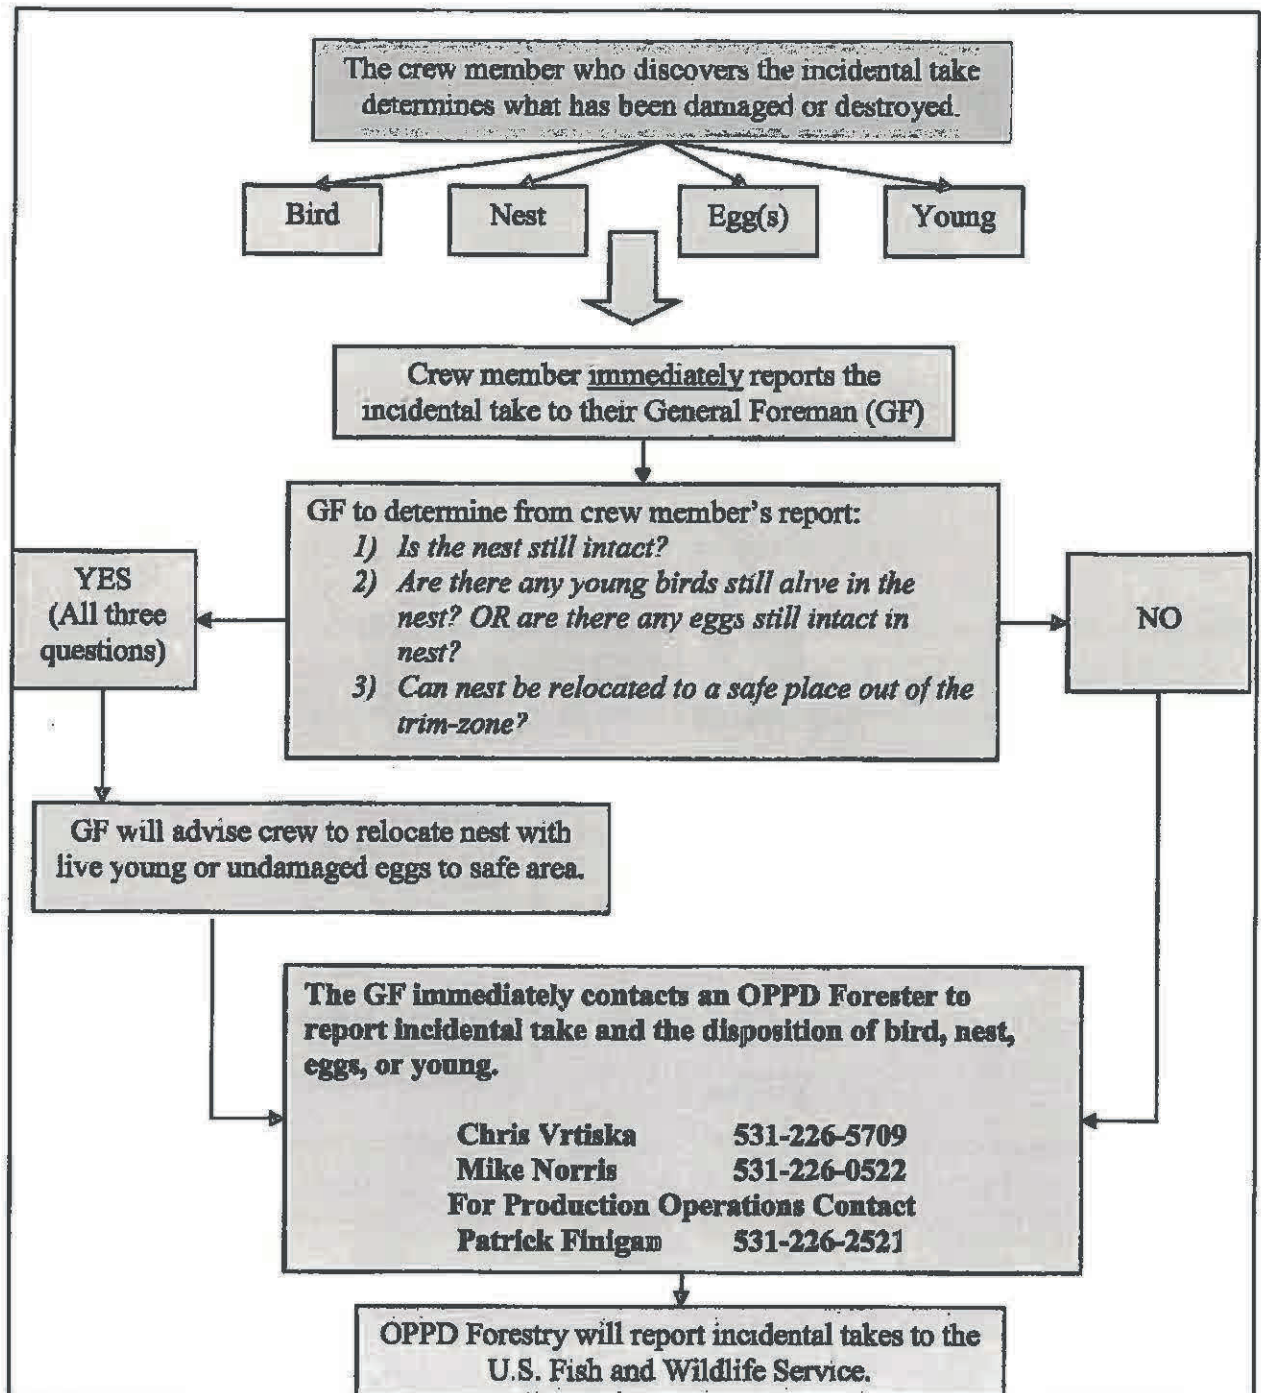 The crew member who discovers the incidental take
determines what has been damaged or destroyed.
Bird
Nest
Egg(s)
Young
Crew member immediately reports the
incidental take to their General Foreman (GF)
GF to determine from crew member's report:
1) Is the nest still intact?
2) Are there any young birds still alive in the
nest? OR are there any eggs still intact in
nest?
3) Can nest be relocated to a safe place out of the
trim-zone?
YES
(All three
questions)
NO
GF will advise crew to relocate nest with
live young or undamaged eggs to safe area.
The GF immediately contacts an OPPD Forester to
report incidental take and the disposition of bird, nest,
eggs, or young.
Chris Vrtiska 531-226-5709
Mike Norris 531-226-0522
For Production Operations Contact
Patrick Finigan 531-226-2521
OPPD Forestry will report incidental takes to the
U.S. Fish and Wildlife Service.